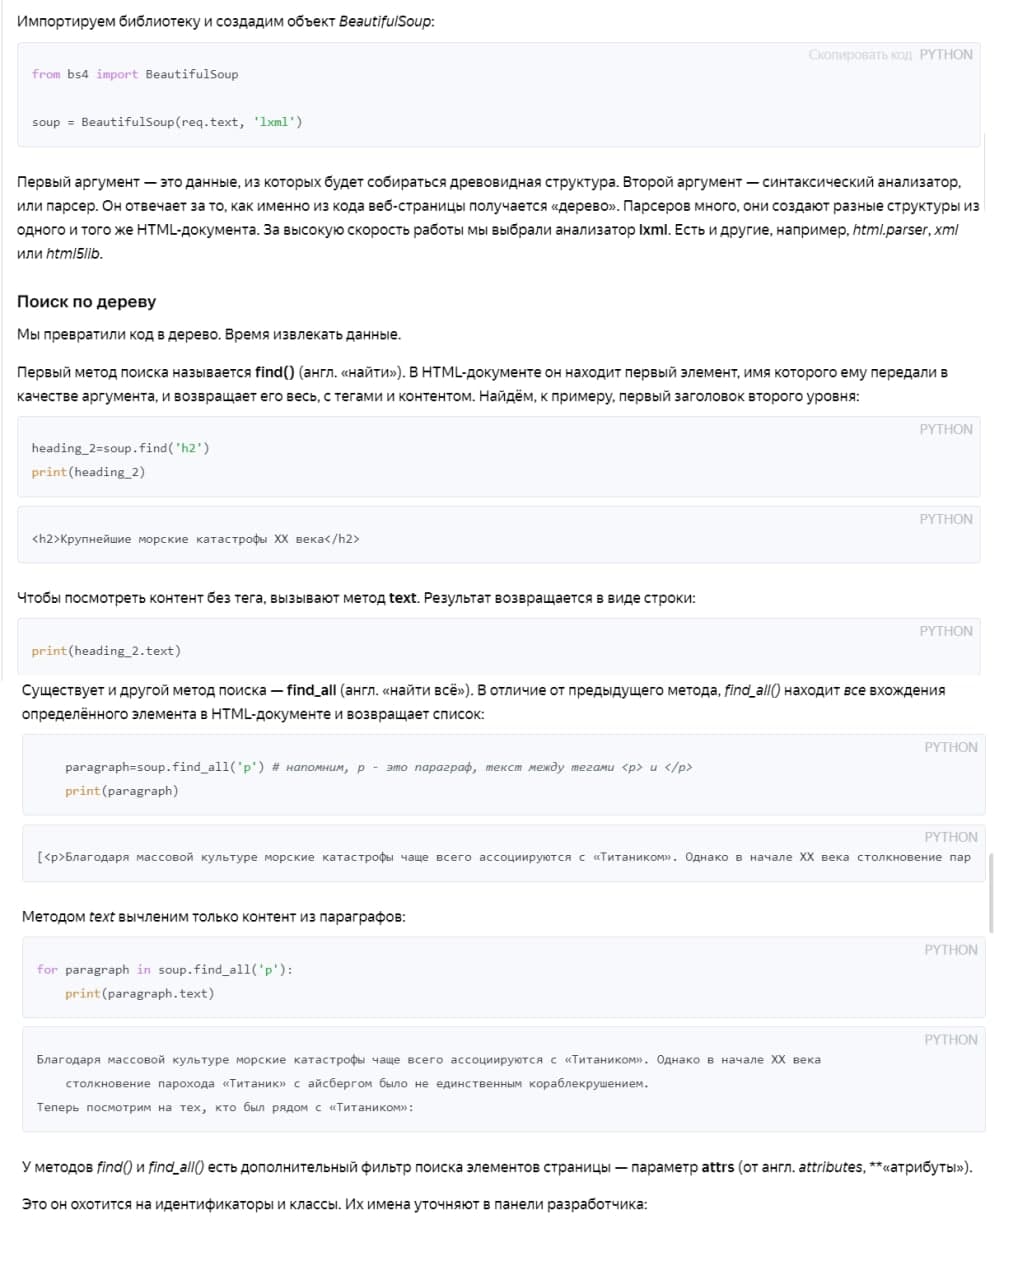 Импортируем библиотеку и создадим объект BeautifulSoup:
Скопировать код PYTHON
from bs4 import BeautifulSoup
soup = BeautifulSoup(req.text, 'lxml')
Первый аргумент — это данные, из которых будет собираться древовидная структура. Второй аргумент — синтаксический анализатор,
или парсер. Он отвечает за то, как именно из кода веб-страницы получается «дерево». Парсеров много, они создают разные структуры из
одного и того же HTML-документа. За высокую скорость работы мы выбрали анализатор lxml. Есть и другие, например, html.parser, xml
или html5lib.
Поиск по дереву
Мы превратили код в дерево. Время извлекать данные.
Первый метод поиска называется find() (англ. «найти»). В HTML-документе он находит первый элемент, имя которого ему передали в
качестве аргумента, и возвращает его весь, с тегами и контентом. Найдём, к примеру, первый заголовок второго уровня:
PYTHON
heading_2=soup.find('h2')
print(heading_2)
PYTHON
<h2>Крупнейшие морские катастрофы XX века</h2>
Чтобы посмотреть контент без тега, вызывают метод text. Результат возвращается в виде строки:
PYTHON
print(heading_2.text)
Существует и другой метод поиска — find_all (англ. «найти всё»). В отличие от предыдущего метода, find_all() находит все вхождения
определённого элемента в HTML-документе и возвращает список:
PYTHON
paragraph=soup.find_all('p') # напомним, p - это параграф, текст между тегами <p> и </p>
print(paragraph)
PYTHON
[<p>Благодаря массовой культуре морские катастрофы чаще всего ассоциируются с «Титаником». Однако в начале XX века столкновение пар
Методом text вычленим только контент из параграфов:
PYTHON
for paragraph in soup.find_all('p'):
print(paragraph.text)
PYTHON
Благодаря массовой культуре морские катастрофы чаще всего ассоциируются с «Титаником». Однако в начале XX века
столкновение парохода «Титаник» с айсбергом было не единственным кораблекрушением.
Теперь посмотрим на тех, кто был рядом с «Титаником»:
У методов find() и find_all() есть дополнительный фильтр поиска элементов страницы — параметр attrs (от англ. attributes, **«атрибуты»).
Это он охотится на идентификаторы и классы. Их имена уточняют в панели разработчика: